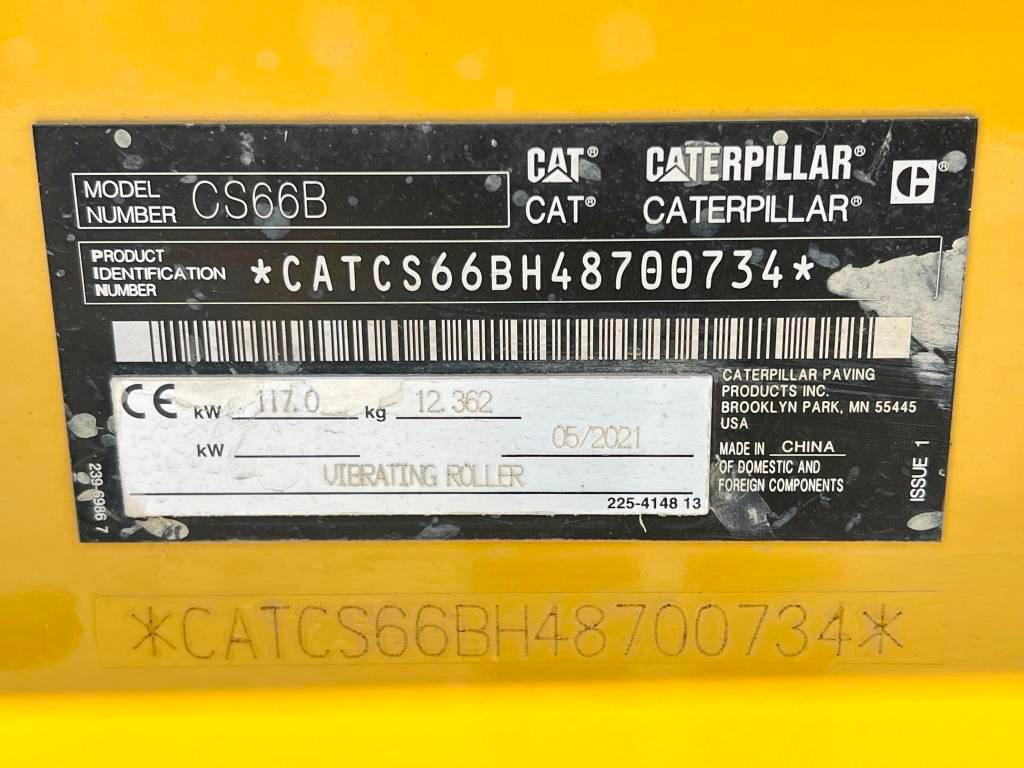 MODEL NUMBER CS66B
CAT® CATERPILLAR®
CAT® CATERPILLAR®
PRODUCT
IDENTIFICATION
NUMBER
*CATCS66BH48700734*
CE kW 117.0 kg 12.362
kW 05/2021
VIBRATING ROLLER
225-4148 13
CATERPILLAR PAVING
PRODUCTS INC.
BROOKLYN PARK, MN 55445
USA
MADE IN CHINA
OF DOMESTIC AND
FOREIGN COMPONENTS
ISSUE 1
239-6986 7
*CATCS66BH48700734*